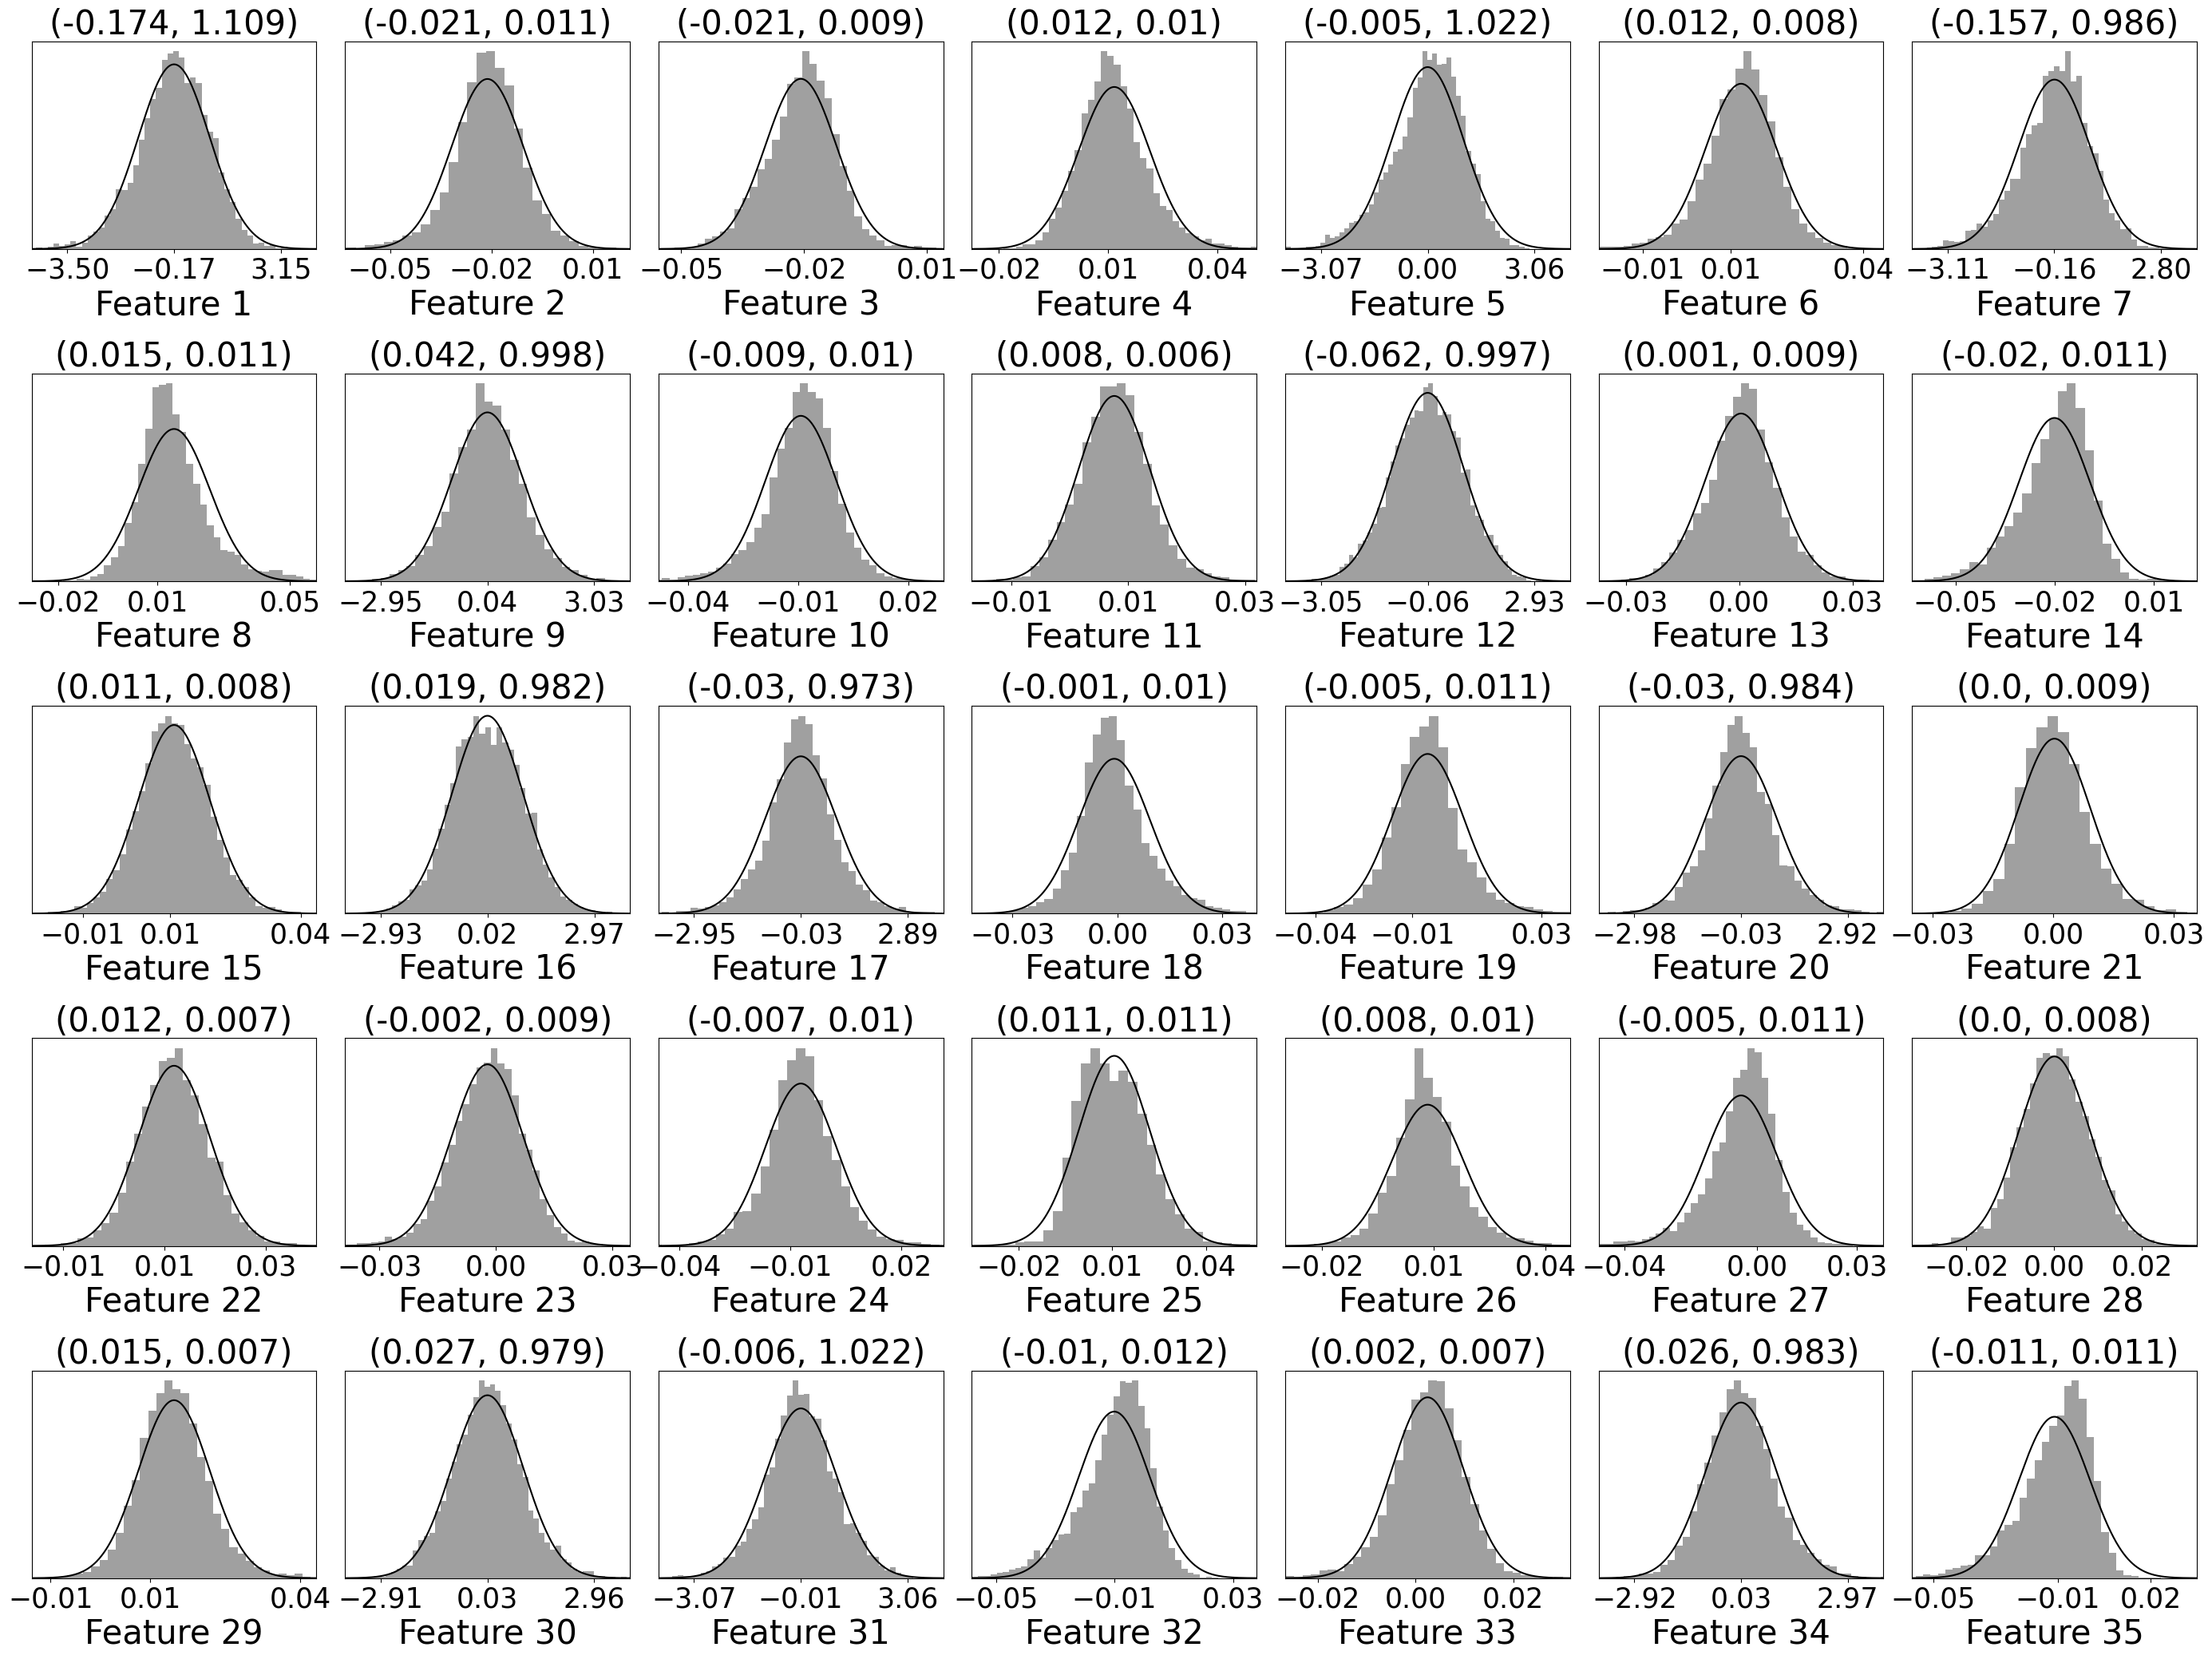 (-0.174, 1.109) (-0.021, 0.011) (-0.021, 0.009) (0.012, 0.01) (-0.005, 1.022) (0.012, 0.008) (-0.157, 0.986)
−3.50 −0.17 3.15 −0.05 −0.02 0.01 −0.05 −0.02 0.01 −0.02 0.01 0.04 −3.07 0.00 3.06 −0.01 0.01 0.04 −3.11 −0.16 2.80
Feature 1 Feature 2 Feature 3 Feature 4 Feature 5 Feature 6 Feature 7
(0.015, 0.011) (0.042, 0.998) (-0.009, 0.01) (0.008, 0.006) (-0.062, 0.997) (0.001, 0.009) (-0.02, 0.011)
−0.02 0.01 0.05 −2.95 0.04 3.03 −0.04 −0.01 0.02 −0.01 0.01 0.03 −3.05 −0.06 2.93 −0.03 0.00 0.03 −0.05 −0.02 0.01
Feature 8 Feature 9 Feature 10 Feature 11 Feature 12 Feature 13 Feature 14
(0.011, 0.008) (0.019, 0.982) (-0.03, 0.973) (-0.001, 0.01) (-0.005, 0.011) (-0.03, 0.984) (0.0, 0.009)
−0.01 0.01 0.04 −2.93 0.02 2.97 −2.95 −0.03 2.89 −0.03 0.00 0.03 −0.04 −0.01 0.03 −2.98 −0.03 2.92 −0.03 0.00 0.03
Feature 15 Feature 16 Feature 17 Feature 18 Feature 19 Feature 20 Feature 21
(0.012, 0.007) (-0.002, 0.009) (-0.007, 0.01) (0.011, 0.011) (0.008, 0.01) (-0.005, 0.011) (0.0, 0.008)
−0.01 0.01 0.03 −0.03 0.00 0.03 −0.04 −0.01 0.02 −0.02 0.01 0.04 −0.02 0.01 0.04 −0.04 0.00 0.03 −0.02 0.00 0.02
Feature 22 Feature 23 Feature 24 Feature 25 Feature 26 Feature 27 Feature 28
(0.015, 0.007) (0.027, 0.979) (-0.006, 1.022) (-0.01, 0.012) (0.002, 0.007) (0.026, 0.983) (-0.011, 0.011)
−0.01 0.01 0.04 −2.91 0.03 2.96 −3.07 −0.01 3.06 −0.05 −0.01 0.03 −0.02 0.00 0.02 −2.92 0.03 2.97 −0.05 −0.01 0.02
Feature 29 Feature 30 Feature 31 Feature 32 Feature 33 Feature 34 Feature 35